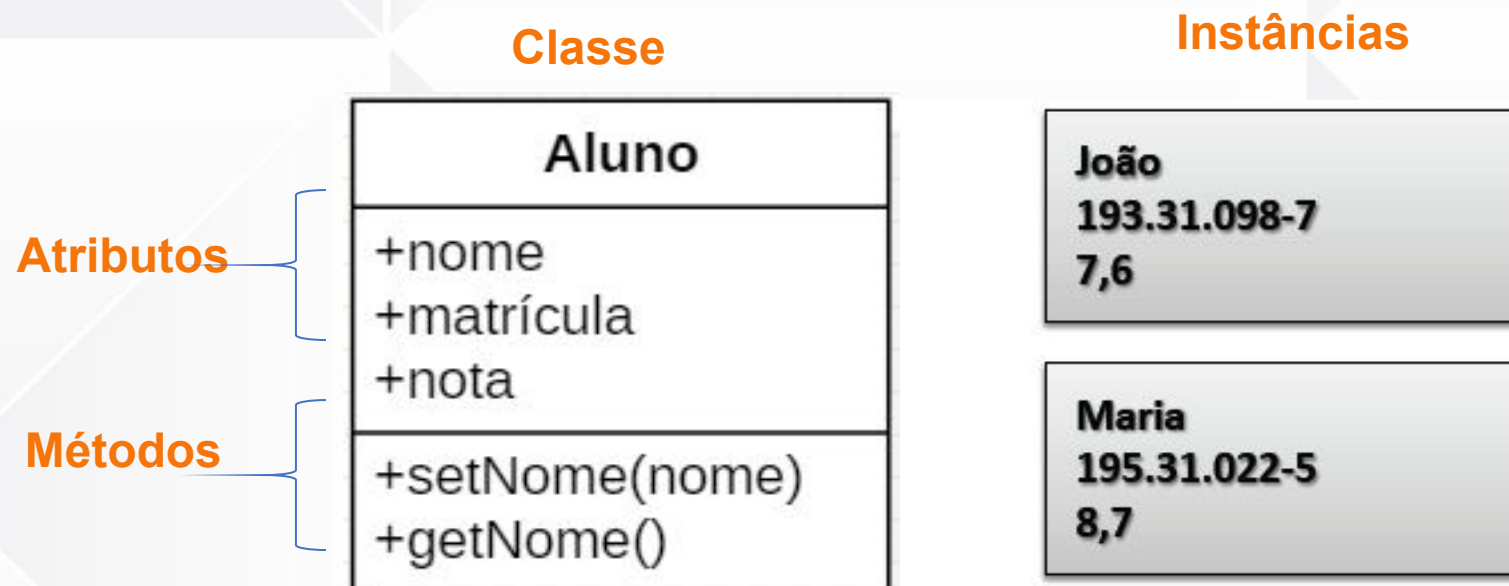 Classe
Instâncias
Aluno
Atributos
+nome
+matrícula
+nota
Métodos
+setNome(nome)
+getNome()
João
193.31.098-7
7,6
Maria
195.31.022-5
8,7